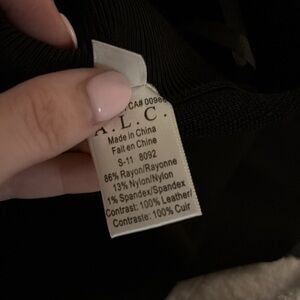 CA# 0098
A.L.C.
Made in China
Fait en Chine
S-11 8092
86% Rayon/Rayonne
13% Nylon/Nylon
1% Spandex/Spandex
Contrast: 100% Leather/
Contraste: 100% Cuir